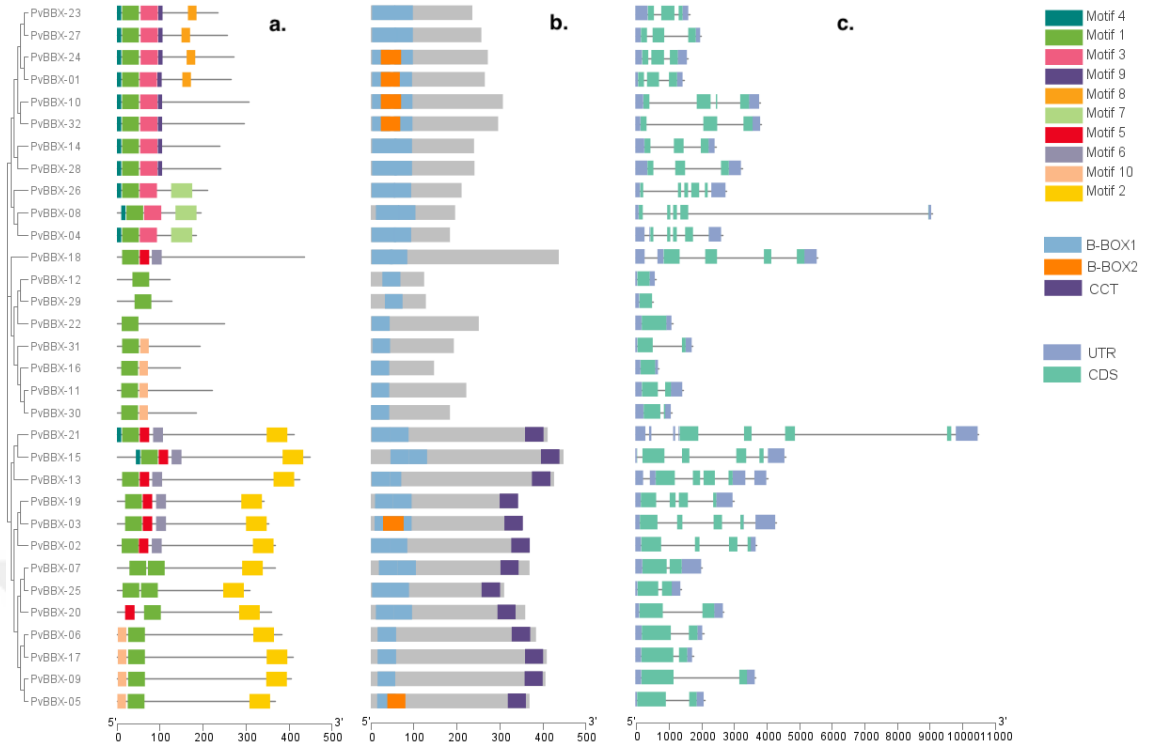 a.
b.
c.
PvBBX-23
PvBBX-27
PvBBX-24
PvBBX-01
PvBBX-10
PvBBX-32
PvBBX-14
PvBBX-28
PvBBX-26
PvBBX-08
PvBBX-04
PvBBX-18
PvBBX-12
PvBBX-29
PvBBX-22
PvBBX-31
PvBBX-16
PvBBX-11
PvBBX-30
PvBBX-21
PvBBX-15
PvBBX-13
PvBBX-19
PvBBX-03
PvBBX-02
PvBBX-07
PvBBX-25
PvBBX-20
PvBBX-06
PvBBX-17
PvBBX-09
PvBBX-05
5' 3'
0 100 200 300 400 500
5' 3'
0 100 200 300 400 500
5' 3'
0 1000 2000 3000 4000 5000 6000 7000 8000 9000 10000 11000
Motif 4
Motif 1
Motif 3
Motif 9
Motif 8
Motif 7
Motif 5
Motif 6
Motif 10
Motif 2
B-BOX1
B-BOX2
CCT
UTR
CDS